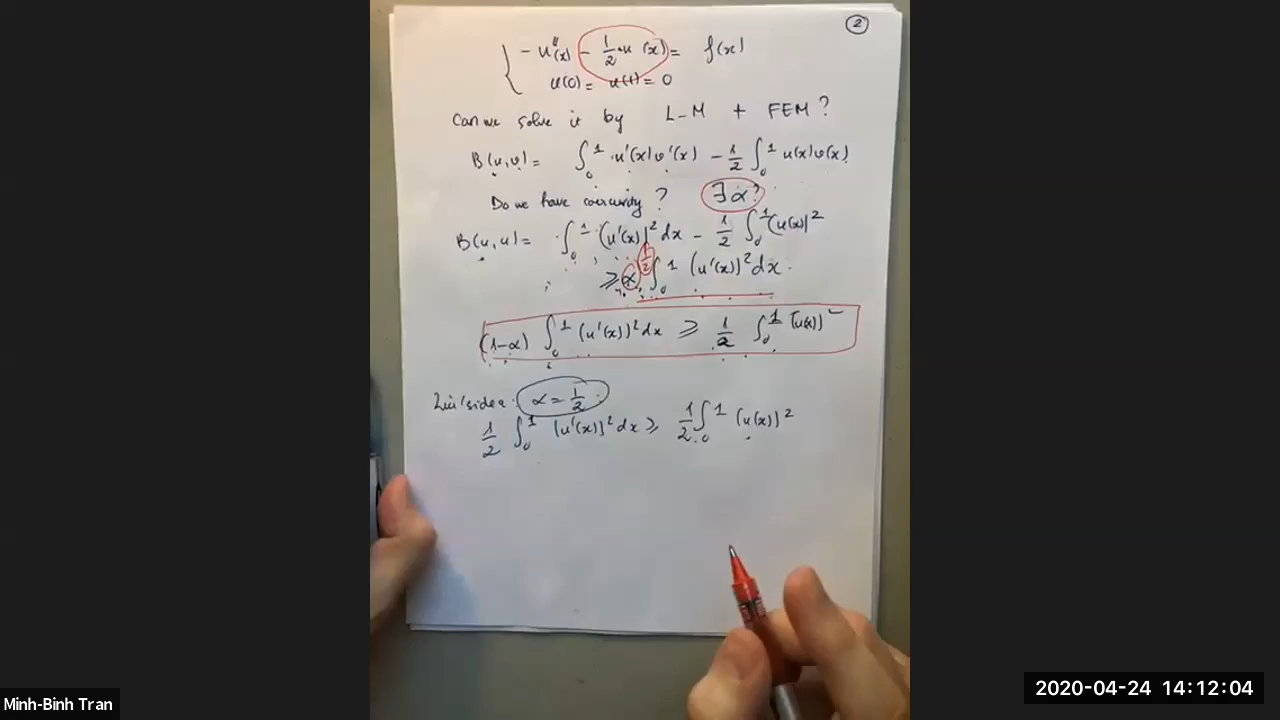 ②
- u''(x) - 1/2 u(x) = f(x)
u(0) = u(1) = 0
Can we solve it by L-M + FEM?
B(u,v) = ∫₀¹ u'(x)v'(x) - 1/2 ∫₀¹ u(x)v(x)
Do we have coercivity? ∃α?
B(u,u) = ∫₀¹ (u'(x))² dx - 1/2 ∫₀¹ (u(x))²
≥ α 1/2 ∫₀¹ (u'(x))² dx.
(1-α) ∫₀¹ (u'(x))² dx ≥ 1/2 ∫₀¹ (u(x))²
α = 1/2
1/2 ∫₀¹ (u'(x))² dx ≥ 1/2 ∫₀¹ (u(x))²
Minh-Binh Tran
2020-04-24 14:12:04